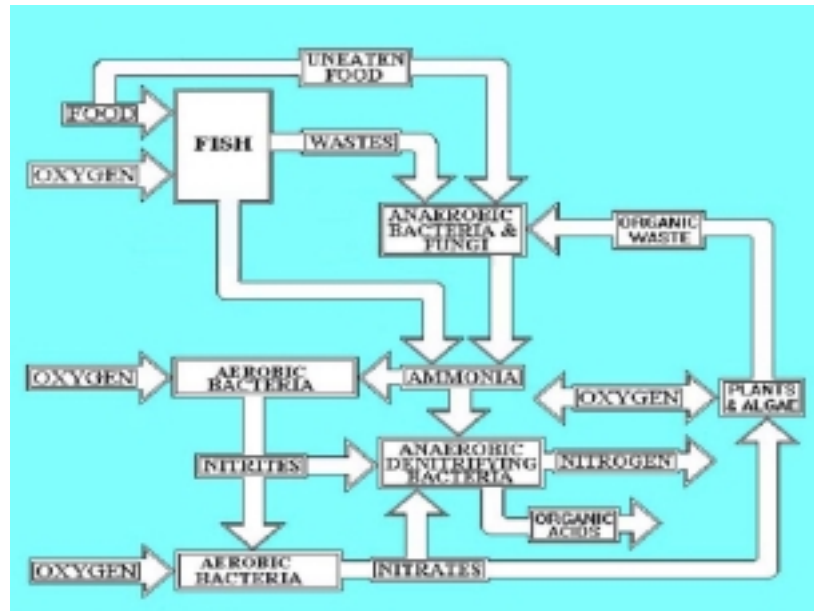 UNEATEN
FOOD
FOOD
FISH
WASTES
OXYGEN
ANAEROBIC
BACTERIA &
FUNGI
ORGANIC
WASTE
OXYGEN
AEROBIC
BACTERIA
AMMONIA
OXYGEN
PLANTS
& ALGAE
NITRITES
ANAEROBIC
DENITRIFYING
BACTERIA
NITROGEN
ORGANIC
ACIDS
OXYGEN
AEROBIC
BACTERIA
NITRATES